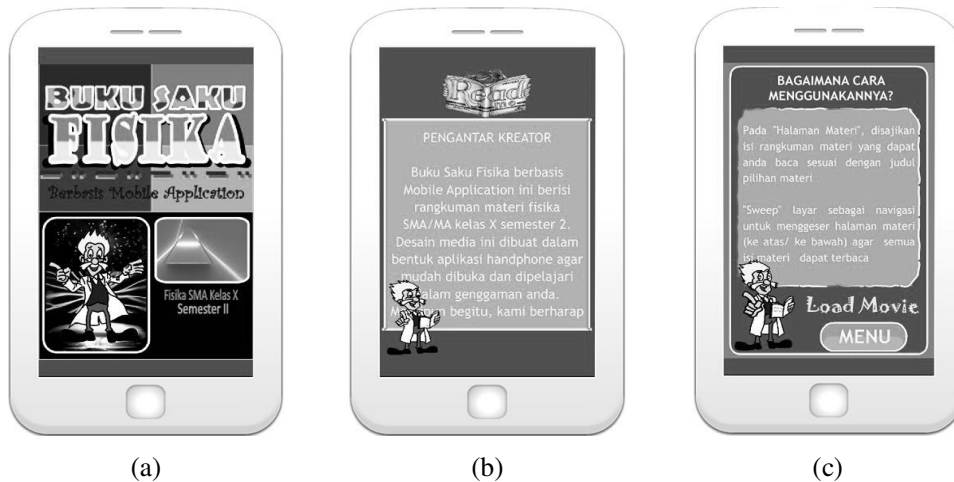 BUKU SAKU
FISIKA
Berbasis Mobile Application
Fisika SMA Kelas X
Semester II
(a)
Read
me
PENGANTAR KREATOR
Buku Saku Fisika berbasis
Mobile Application ini berisi
rangkuman materi fisika
SMA/MA kelas X semester 2.
Desain media ini dibuat dalam
bentuk aplikasi handphone agar
mudah dibuka dan dipelajari
dalam genggaman anda.
begitu, kami berharap
(b)
BAGAIMANA CARA
MENGGUNAKANNYA?
Pada "Halaman Materi", disajikan
isi rangkuman materi yang dapat
anda baca sesuai dengan judul
pilihan materi
"Sweep" layar sebagai navigasi
untuk menggeser halaman materi
(ke atas/ ke bawah) agar semua
isi materi dapat terbaca
Load Movie
MENU
(c)